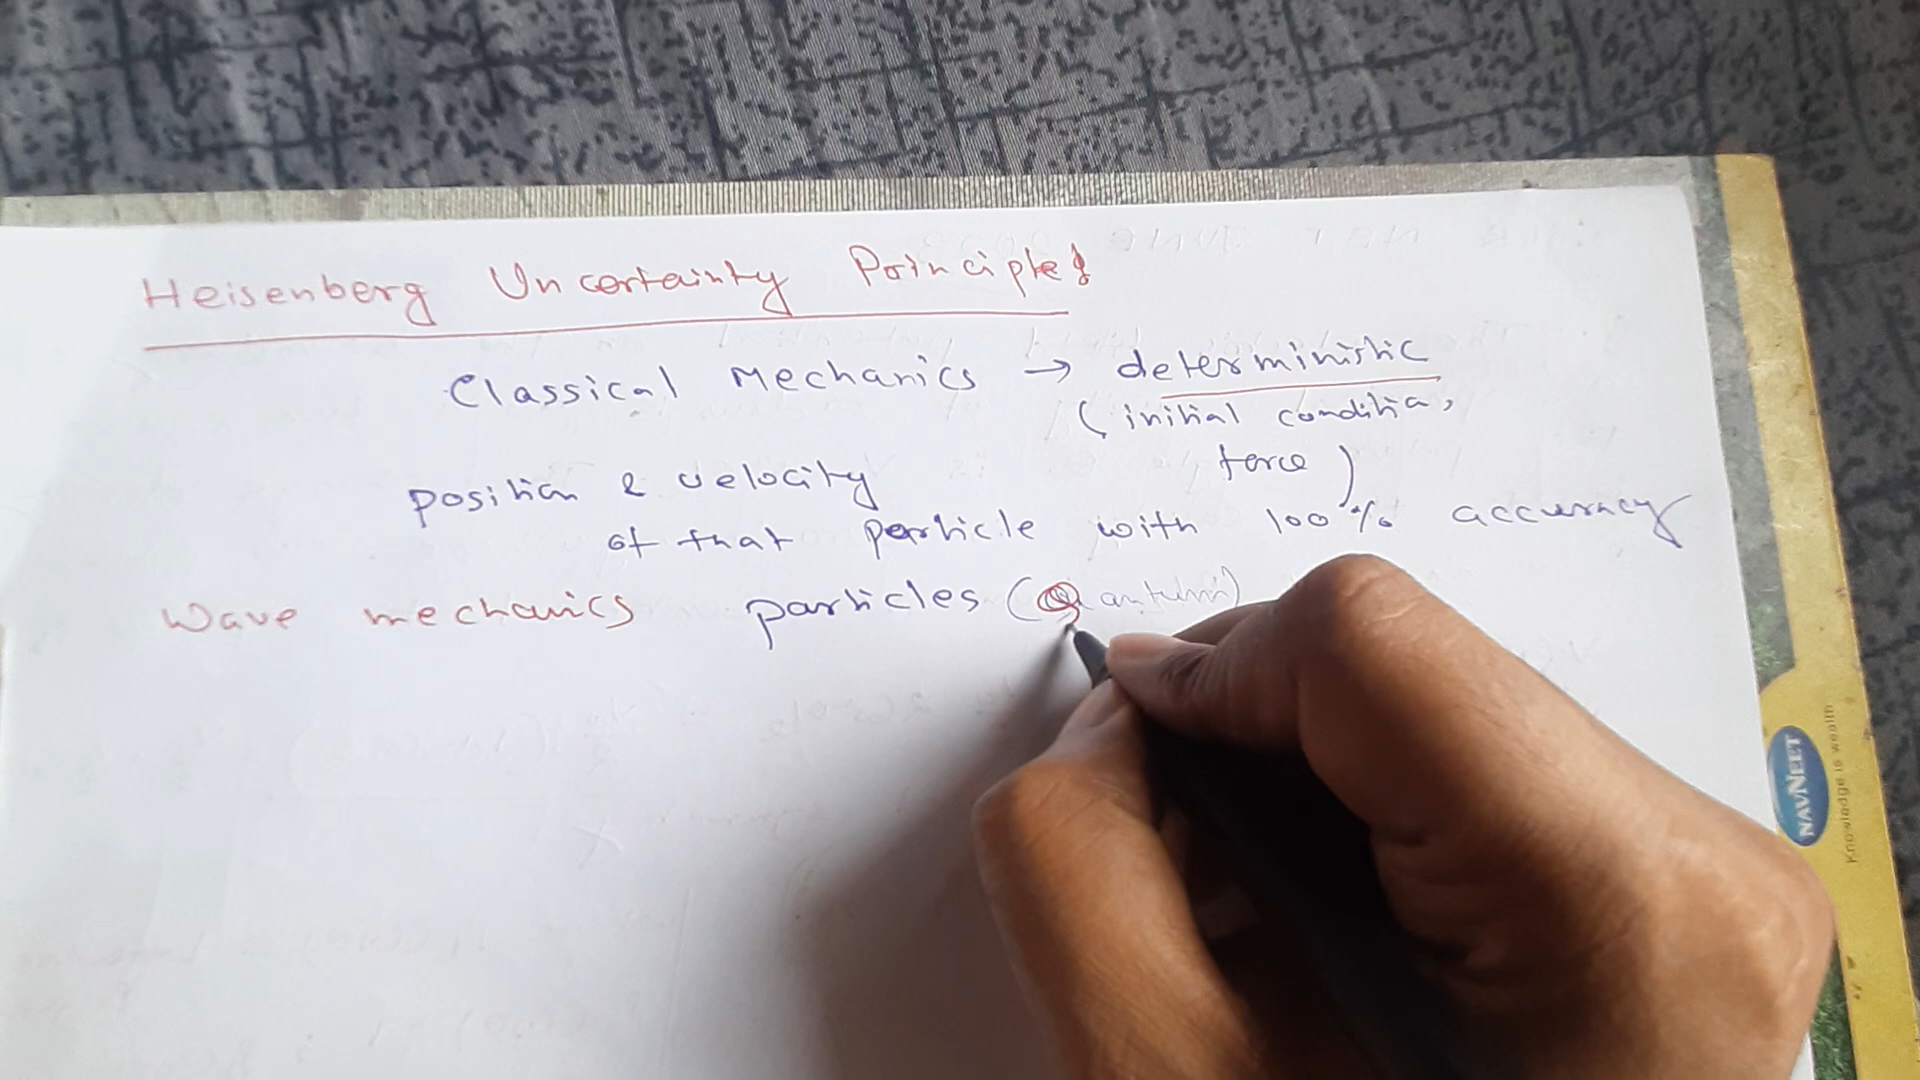 Heisenberg Uncertainty Principle
Classical Mechanics → deterministic
(initial condition,
force)
position & velocity
of that particle with 100% accuracy
Wave mechanics particles (Quantum)
NAVNEET
Knowledge is wealth